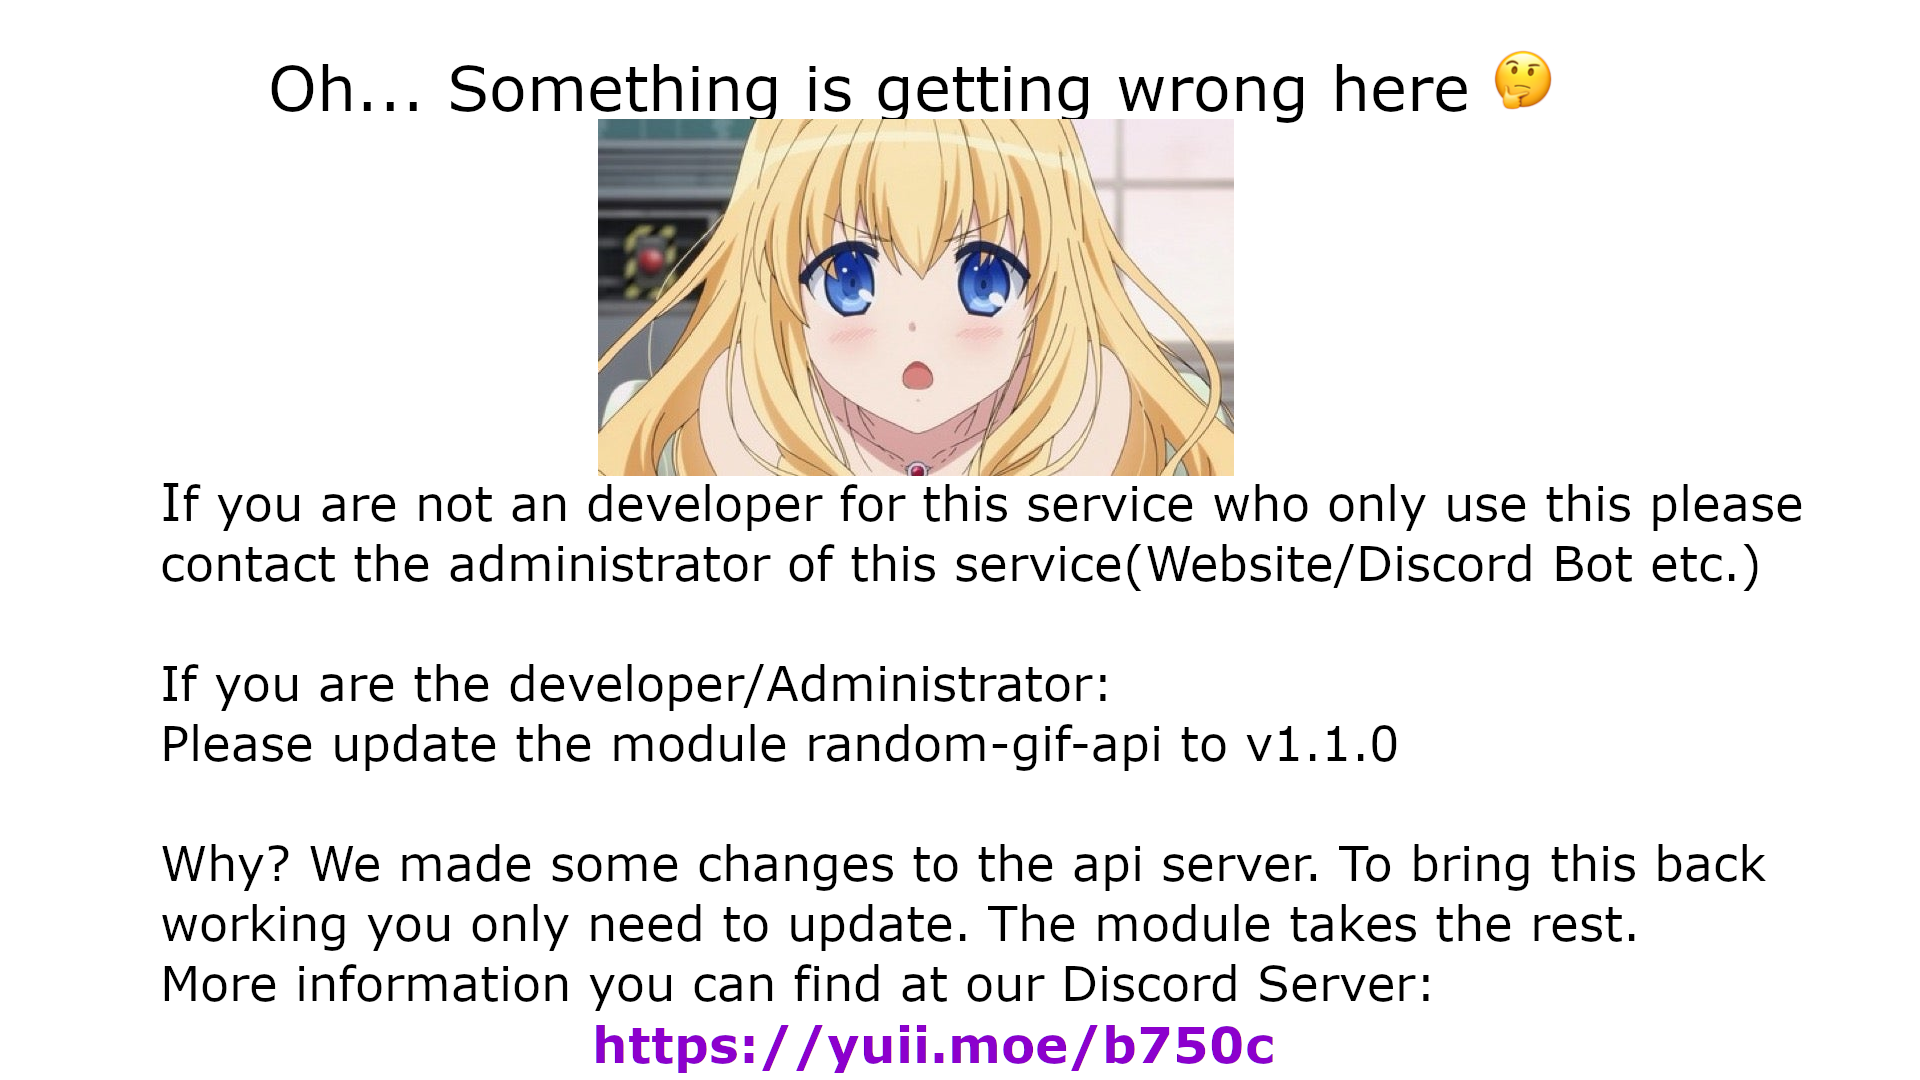 Oh... Something is getting wrong here 🤔
If you are not an developer for this service who only use this please
contact the administrator of this service(Website/Discord Bot etc.)
If you are the developer/Administrator:
Please update the module random-gif-api to v1.1.0
Why? We made some changes to the api server. To bring this back
working you only need to update. The module takes the rest.
More information you can find at our Discord Server:
https://yuii.moe/b750c